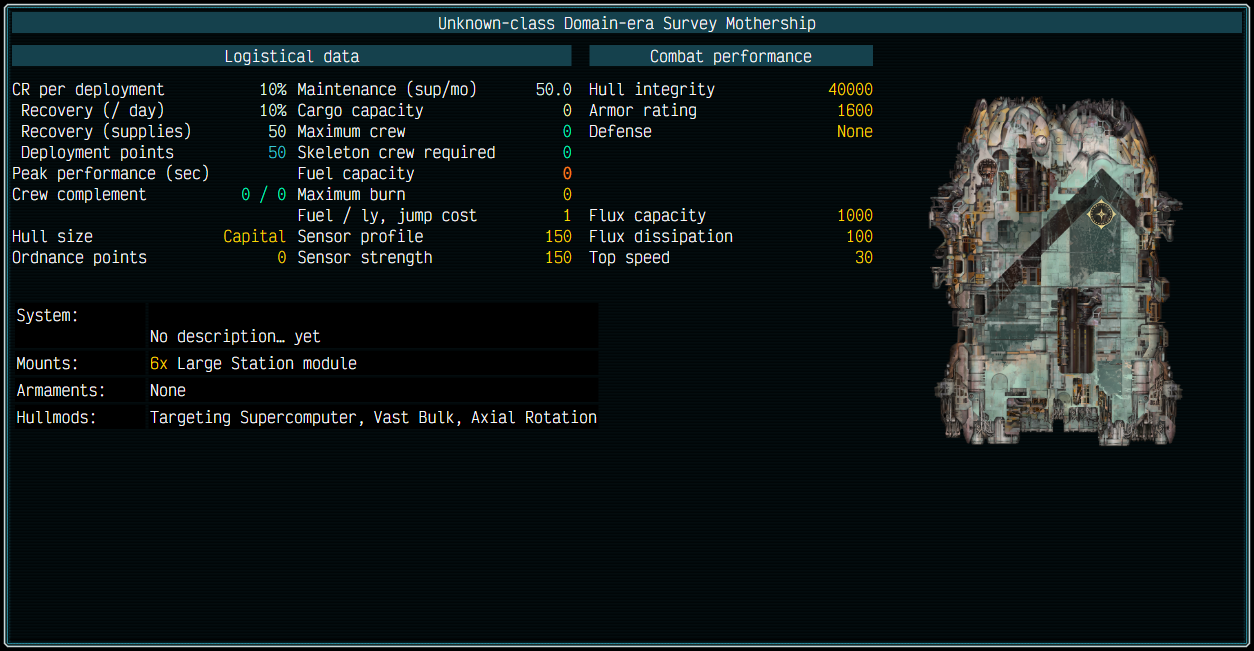 Unknown-class Domain-era Survey Mothership
Logistical data
CR per deployment 10% Maintenance (sup/mo) 50.0
Recovery (/ day) 10% Cargo capacity 0
Recovery (supplies) 50 Maximum crew 0
Deployment points 50 Skeleton crew required 0
Peak performance (sec) Fuel capacity 0
Crew complement 0 / 0 Maximum burn 0
Fuel / ly, jump cost 1
Hull size Capital Sensor profile 150
Ordnance points 0 Sensor strength 150
Combat performance
Hull integrity 40000
Armor rating 1600
Defense None
Flux capacity 1000
Flux dissipation 100
Top speed 30
System:
No description… yet
Mounts: 6x Large Station module
Armaments: None
Hullmods: Targeting Supercomputer, Vast Bulk, Axial Rotation